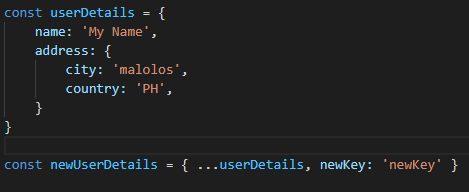 const userDetails = {
    name: 'My Name',
    address: {
        city: 'malolos',
        country: 'PH',
    }
}
const newUserDetails = { ...userDetails, newKey: 'newKey' }